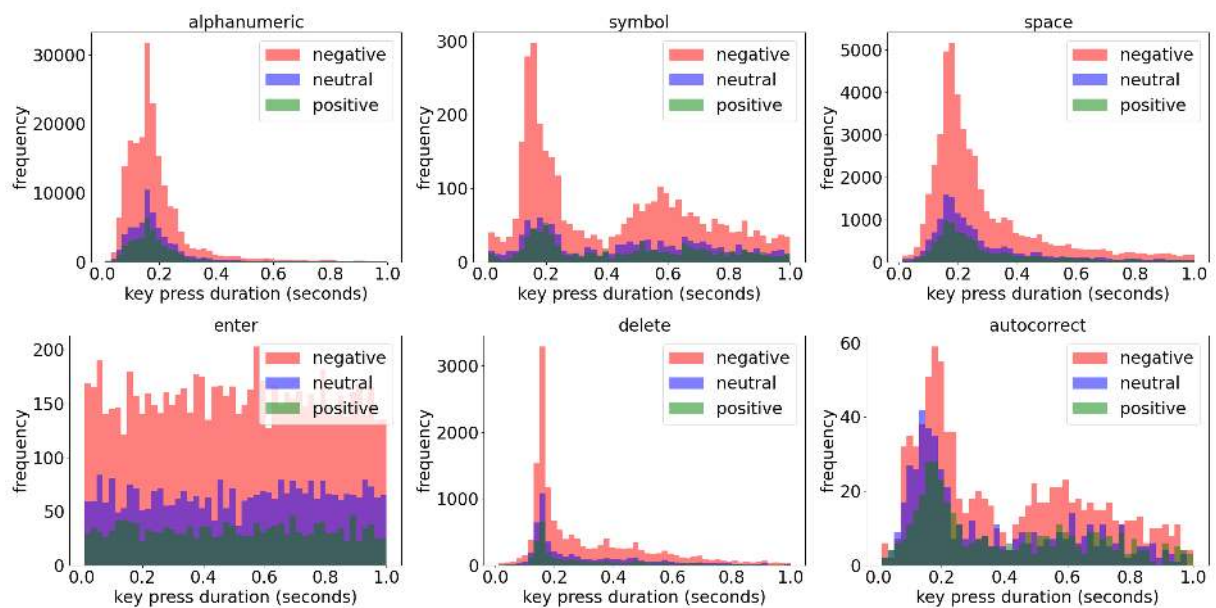 alphanumeric
30000
20000
10000
0
frequency
negative
neutral
positive
0.0 0.2 0.4 0.6 0.8 1.0
key press duration (seconds)
symbol
300
200
100
0
frequency
negative
neutral
positive
0.0 0.2 0.4 0.6 0.8 1.0
key press duration (seconds)
space
5000
4000
3000
2000
1000
0
frequency
negative
neutral
positive
0.0 0.2 0.4 0.6 0.8 1.0
key press duration (seconds)
enter
200
150
100
50
0
frequency
negative
neutral
positive
0.0 0.2 0.4 0.6 0.8 1.0
key press duration (seconds)
delete
3000
2000
1000
0
frequency
negative
neutral
positive
0.0 0.2 0.4 0.6 0.8 1.0
key press duration (seconds)
autocorrect
60
40
20
0
frequency
negative
neutral
positive
0.0 0.2 0.4 0.6 0.8 1.0
key press duration (seconds)